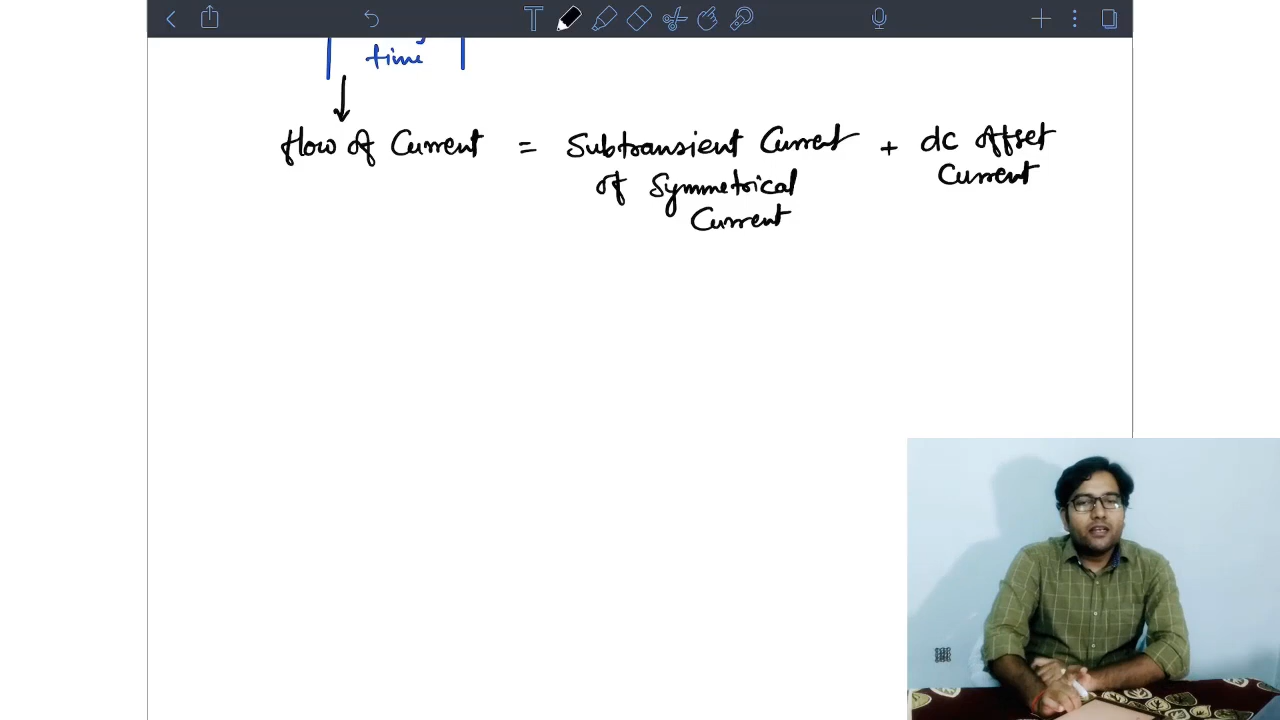 time
flow of Current = Subtransient Current + dc offset
of Symmetrical Current
Current